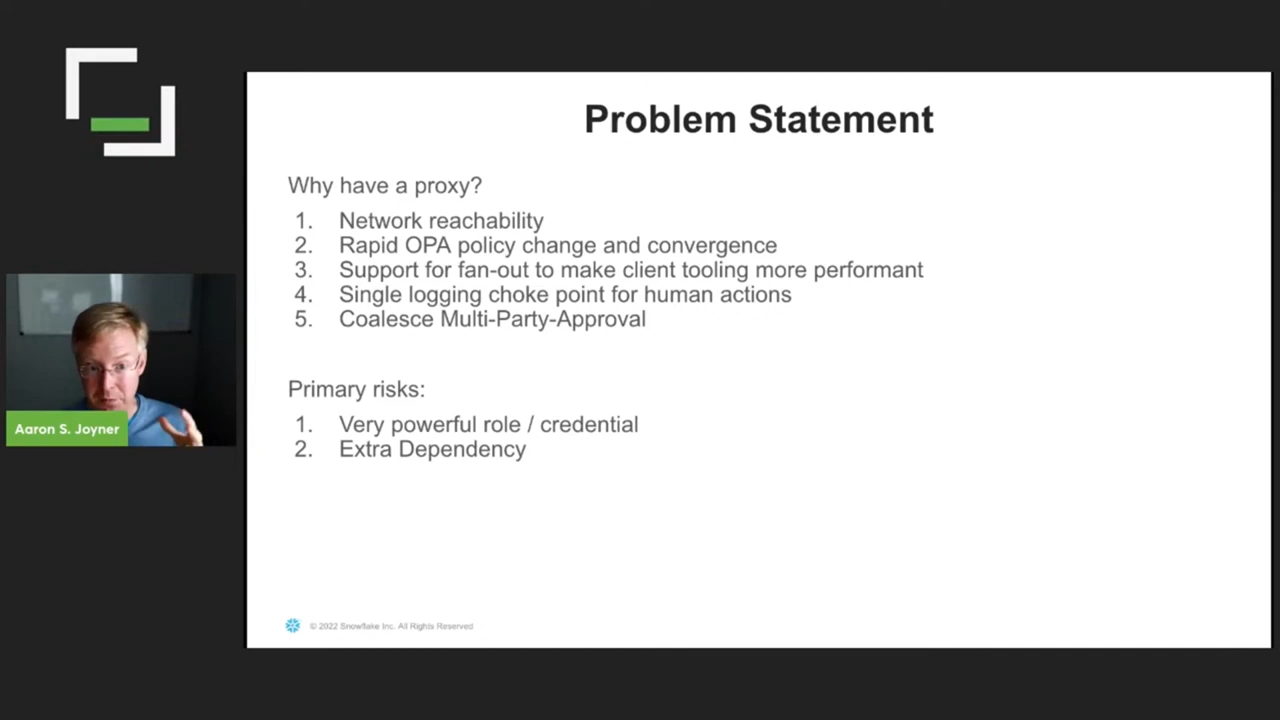 Problem Statement
Why have a proxy?
1. Network reachability
2. Rapid OPA policy change and convergence
3. Support for fan-out to make client tooling more performant
4. Single logging choke point for human actions
5. Coalesce Multi-Party-Approval
Primary risks:
1. Very powerful role / credential
2. Extra Dependency
Aaron S. Joyner
© 2022 Snowflake Inc. All Rights Reserved